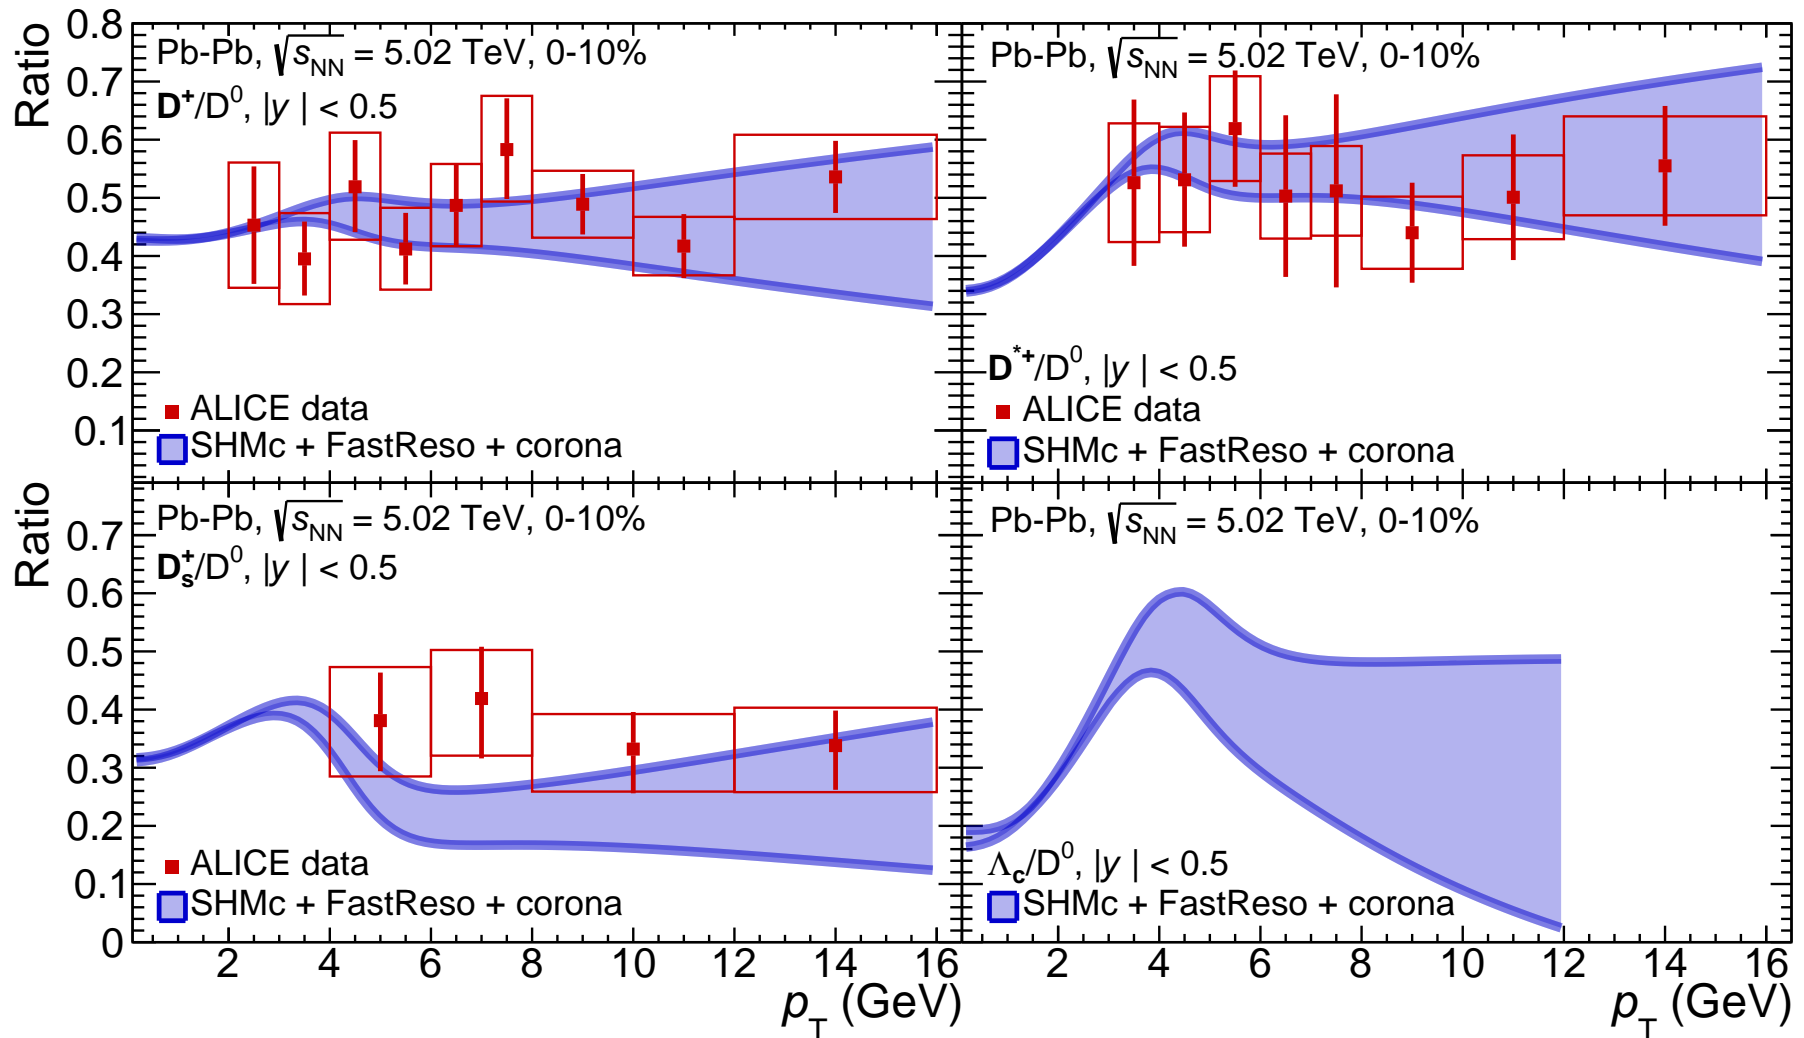 Ratio
0.8
0.7
0.6
0.5
0.4
0.3
0.2
0.1
Pb-Pb, √sNN = 5.02 TeV, 0-10%
D+/D0, |y| < 0.5
ALICE data
SHMc + FastReso + corona
Pb-Pb, √sNN = 5.02 TeV, 0-10%
D*+/D0, |y| < 0.5
ALICE data
SHMc + FastReso + corona
Ratio
0.7
0.6
0.5
0.4
0.3
0.2
0.1
0
Pb-Pb, √sNN = 5.02 TeV, 0-10%
Ds+/D0, |y| < 0.5
ALICE data
SHMc + FastReso + corona
2 4 6 8 10 12 14 16
pT (GeV)
Pb-Pb, √sNN = 5.02 TeV, 0-10%
Λc/D0, |y| < 0.5
SHMc + FastReso + corona
2 4 6 8 10 12 14 16
pT (GeV)